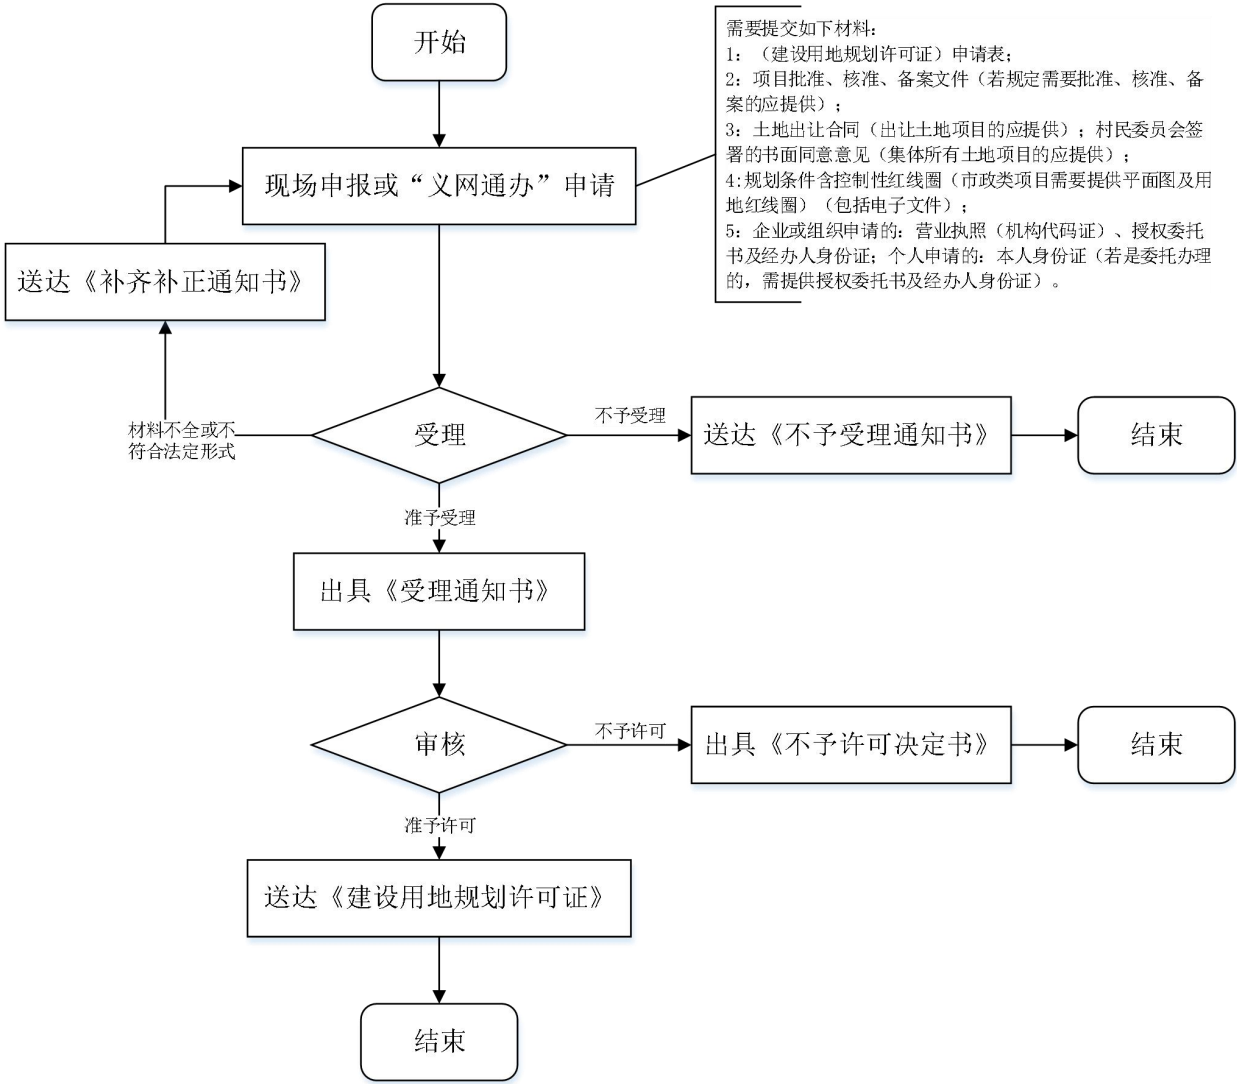 开始
需要提交如下材料：
1：（建设用地规划许可证）申请表；
2：项目批准、核准、备案文件（若规定需要批准、核准、备
案的应提供）；
3：土地出让合同（出让土地项目的应提供）；村民委员会签
署的书面同意意见（集体所有土地项目的应提供）；
4:规划条件含控制性红线圈（市政类项目需要提供平面图及用
地红线圈）（包括电子文件）；
5：企业或组织申请的：营业执照（机构代码证）、授权委托
书及经办人身份证；个人申请的：本人身份证（若是委托办理
的，需提供授权委托书及经办人身份证）。
现场申报或“义网通办”申请
送达《补齐补正通知书》
材料不全或不
符合法定形式
受理
不予受理
送达《不予受理通知书》
结束
准予受理
出具《受理通知书》
审核
不予许可
出具《不予许可决定书》
结束
准予许可
送达《建设用地规划许可证》
结束